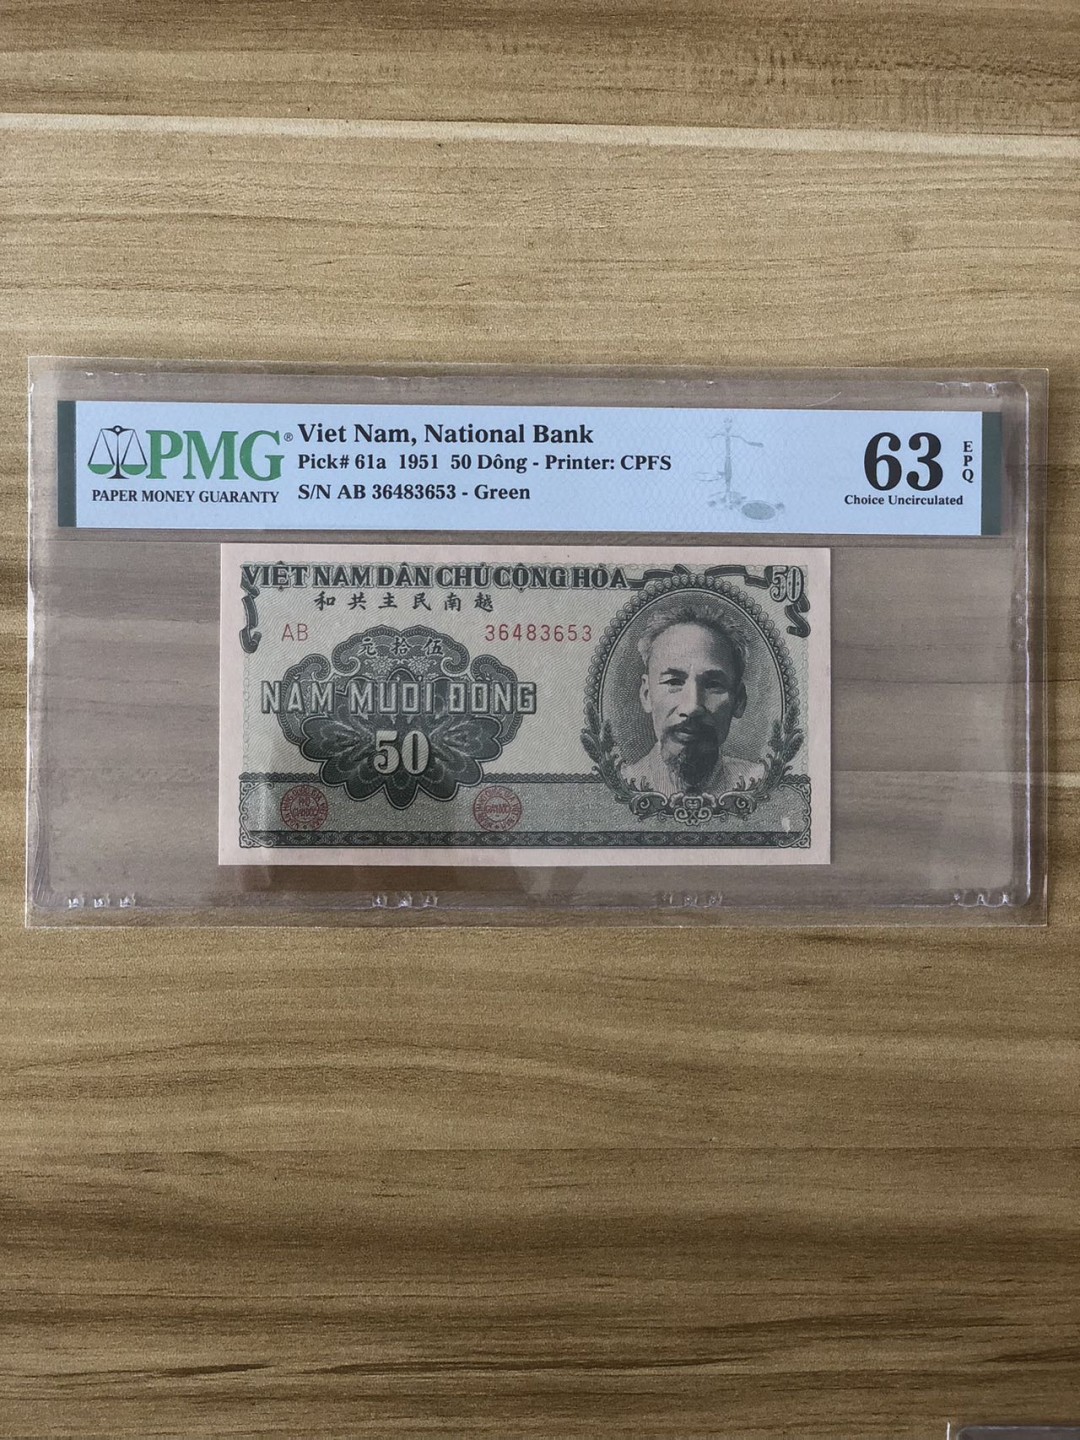 PMG®
PAPER MONEY GUARANTY
Viet Nam, National Bank
Pick# 61a 1951 50 Dông - Printer: CPFS
S/N AB 36483653 - Green
63
EPQ
Choice Uncirculated
VIỆT NAM DÂN CHỦ CỘNG HÒA
50
和共主民南越
AB 36483653
元拾伍
NĂM MƯƠI ĐỒNG
50